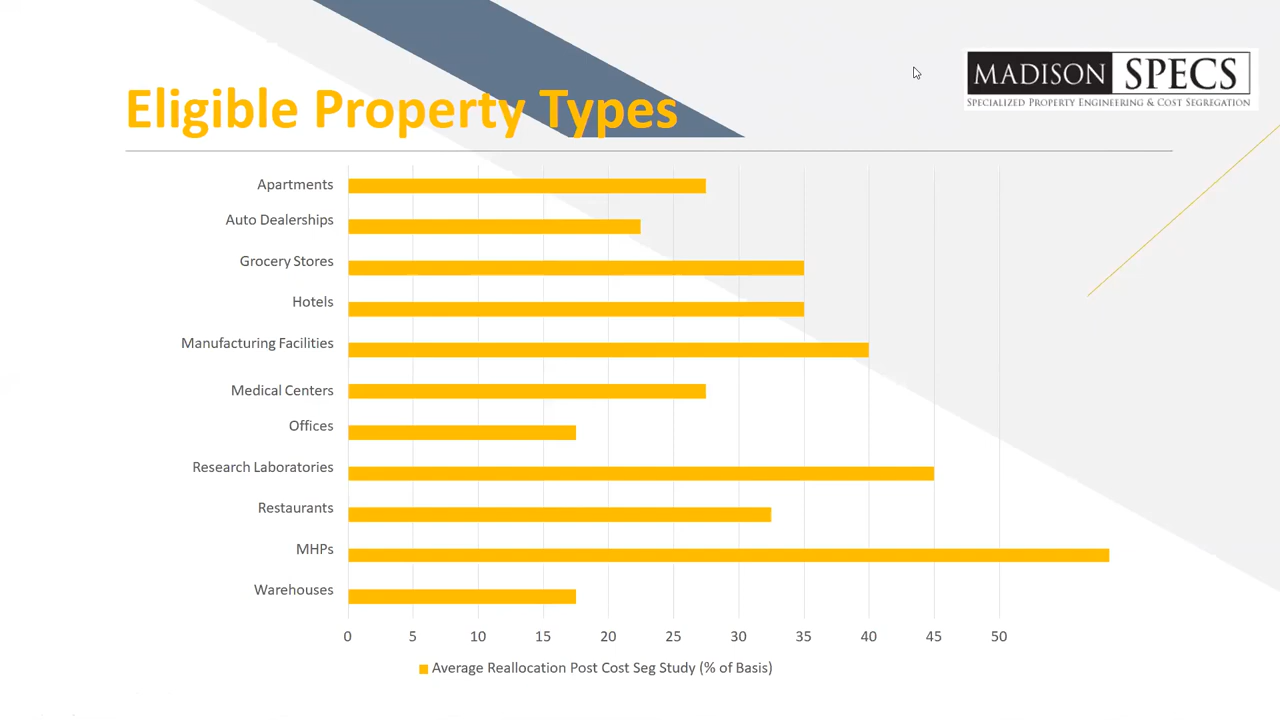 MADISON SPECS
SPECIALIZED PROPERTY ENGINEERING & COST SEGREGATION
Eligible Property Types
Apartments
Auto Dealerships
Grocery Stores
Hotels
Manufacturing Facilities
Medical Centers
Offices
Research Laboratories
Restaurants
MHPs
Warehouses
0 5 10 15 20 25 30 35 40 45 50
Average Reallocation Post Cost Seg Study (% of Basis)